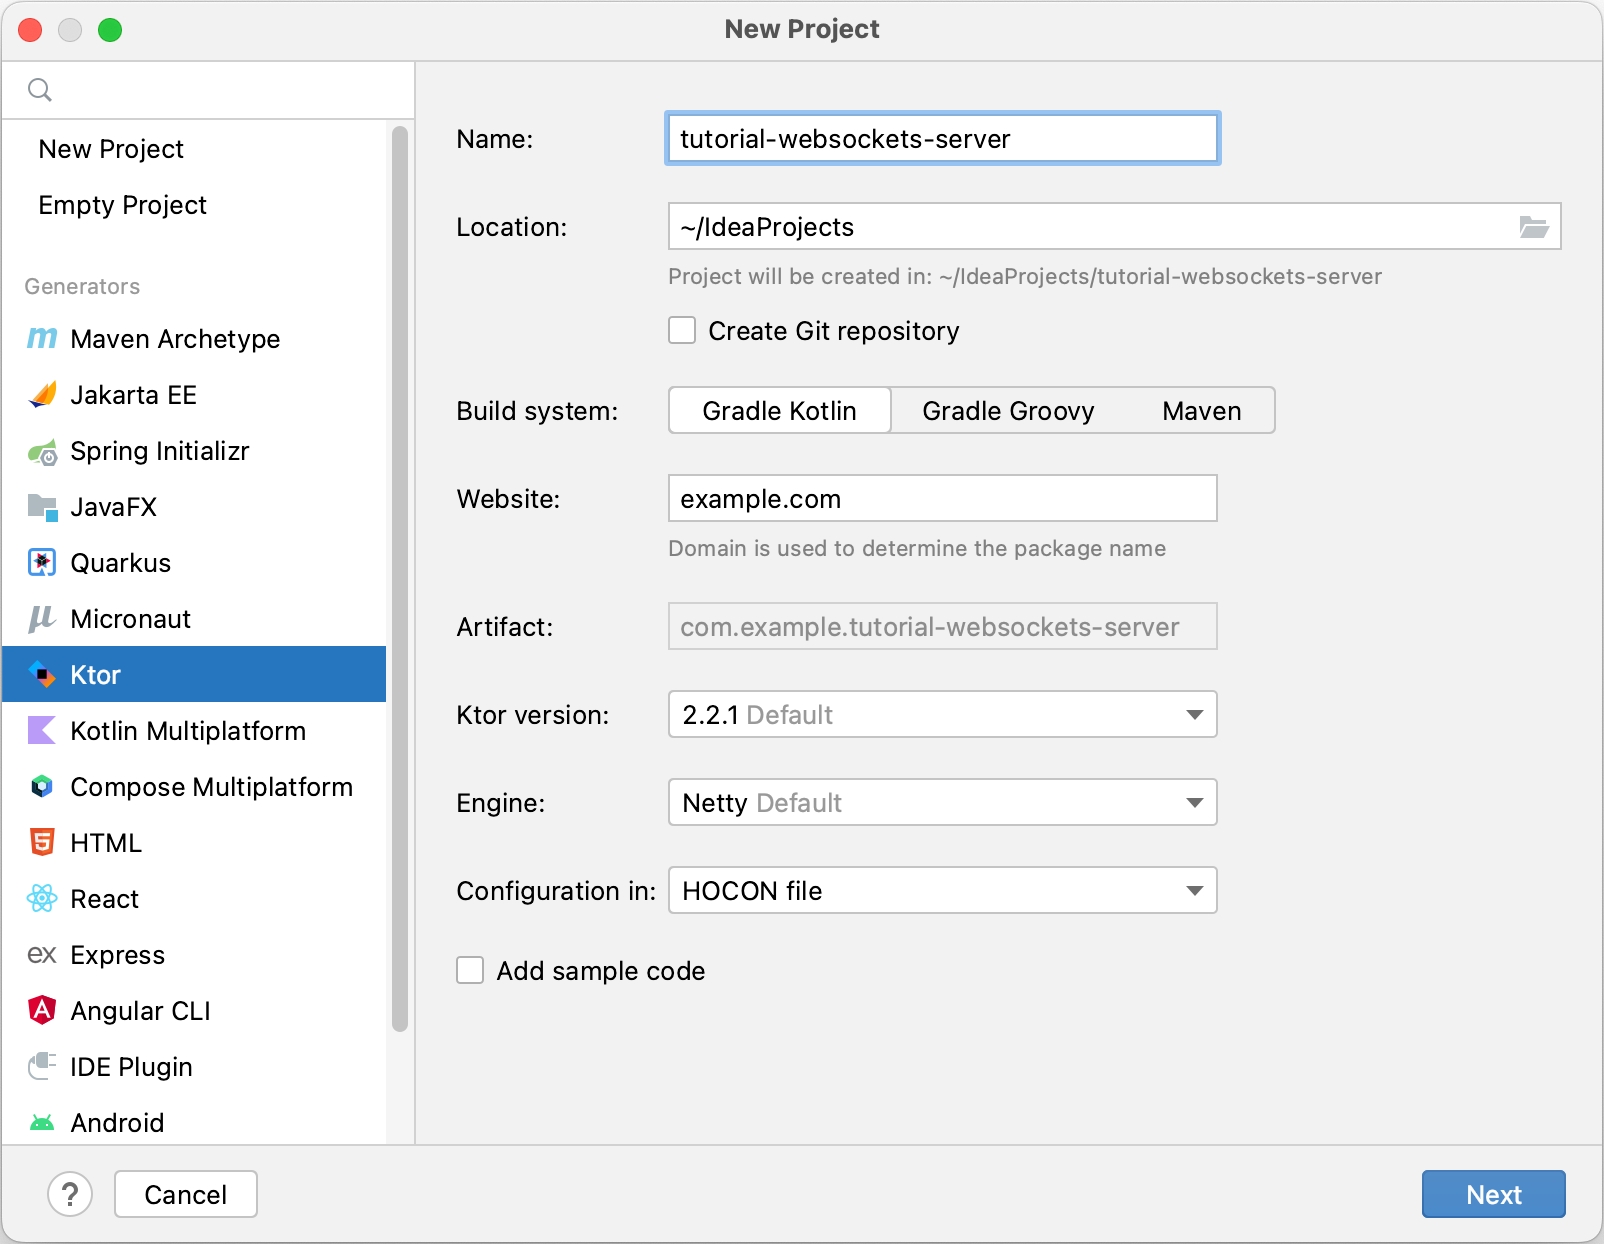 New Project
New Project
Empty Project
Generators
Maven Archetype
Jakarta EE
Spring Initializr
JavaFX
Quarkus
Micronaut
Ktor
Kotlin Multiplatform
Compose Multiplatform
HTML
React
ex Express
Angular CLI
IDE Plugin
Android
Name: tutorial-websockets-server
Location: ~/IdeaProjects
Project will be created in: ~/IdeaProjects/tutorial-websockets-server
Create Git repository
Build system: Gradle Kotlin Gradle Groovy Maven
Website: example.com
Domain is used to determine the package name
Artifact: com.example.tutorial-websockets-server
Ktor version: 2.2.1 Default
Engine: Netty Default
Configuration in: HOCON file
Add sample code
? Cancel Next